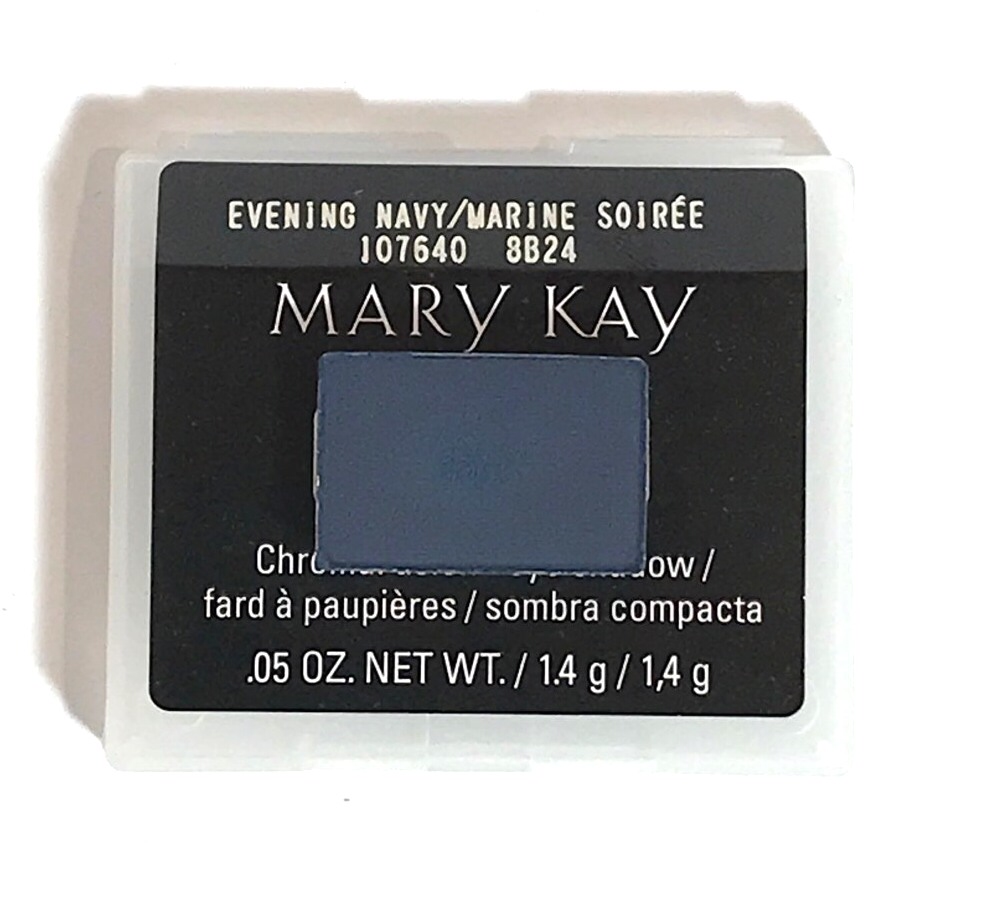 EVENING NAVY/MARINE SOIRÉE
107640 8B24
MARY KAY
/
fard à paupières / sombra compacta
.05 OZ. NET WT. / 1.4 g / 1,4 g